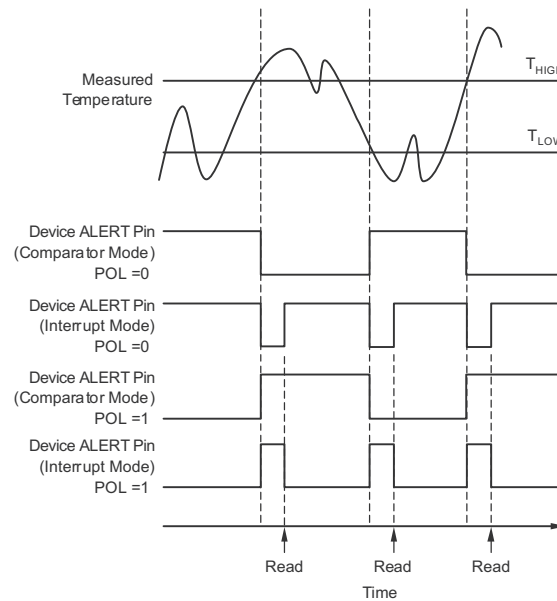 Measured
Temperature
THIGH
TLOW
Device ALERT Pin
(Comparator Mode)
POL =0
Device ALERT Pin
(Interrupt Mode)
POL =0
Device ALERT Pin
(Comparator Mode)
POL =1
Device ALERT Pin
(Interrupt Mode)
POL =1
Read
Read
Read
Time